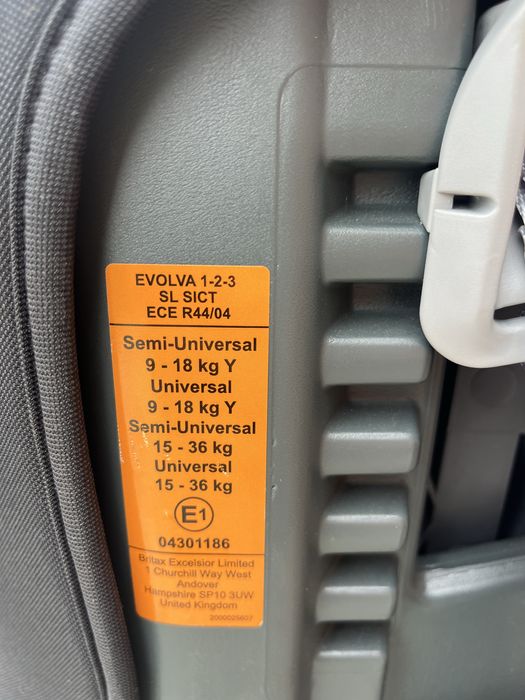 EVOLVA 1-2-3
SL SICT
ECE R44/04
Semi-Universal
9 - 18 kg Y
Universal
9 - 18 kg Y
Semi-Universal
15 - 36 kg
Universal
15 - 36 kg
E1
04301186
Britax Excelsior Limited
1 Churchill Way West
Andover
Hampshire SP10 3UW
United Kingdom
2000025607